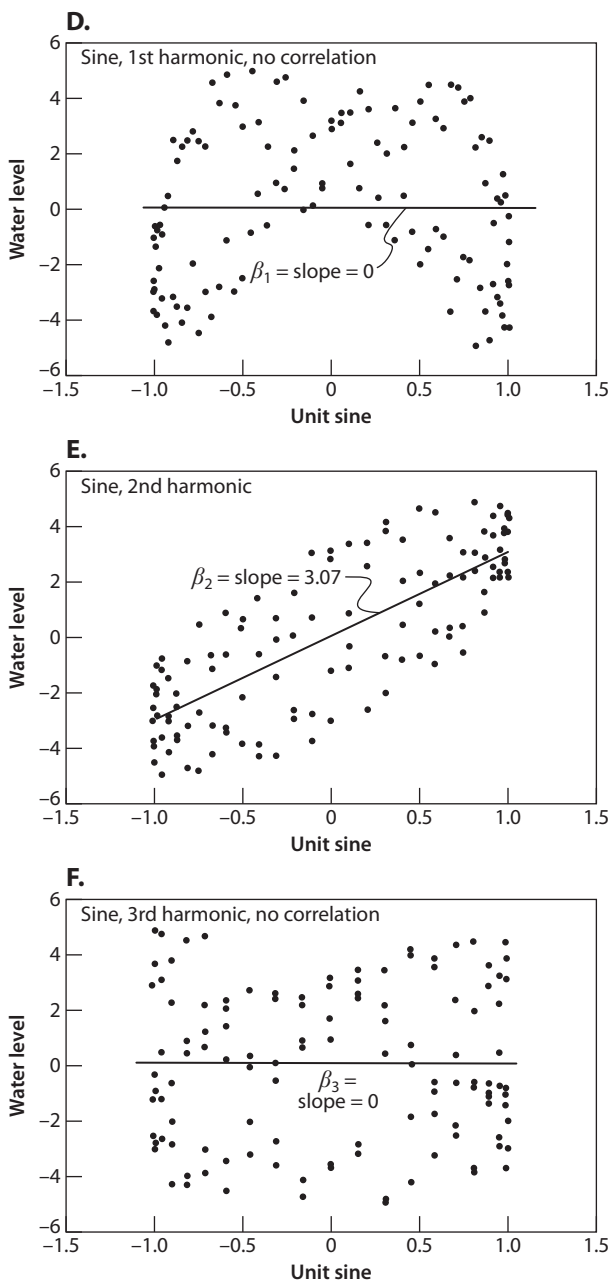 D.
Sine, 1st harmonic, no correlation
6
4
2
0
–2
–4
–6
Water level
β1 = slope = 0
–1.5
–1.0
–0.5
0
0.5
1.0
1.5
Unit sine
E.
Sine, 2nd harmonic
6
4
2
0
–2
–4
–6
Water level
β2 = slope = 3.07
–1.5
–1.0
–0.5
0
0.5
1.0
1.5
Unit sine
F.
Sine, 3rd harmonic, no correlation
6
4
2
0
–2
–4
–6
Water level
β3 =
slope = 0
–1.5
–1.0
–0.5
0
0.5
1.0
1.5
Unit sine